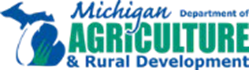 Michigan Department of
AGRICULTURE
& Rural Development